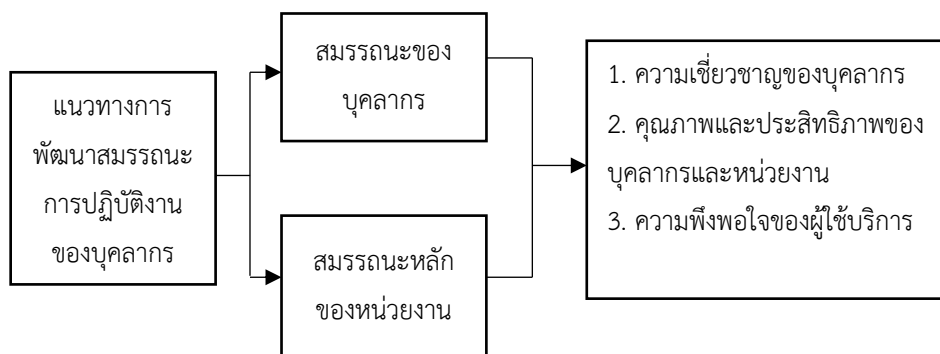 แนวทางการ
พัฒนาสมรรถนะ
การปฏิบัติงาน
ของบุคลากร
สมรรถนะของ
บุคลากร
สมรรถนะหลัก
ของหน่วยงาน
1. ความเชี่ยวชาญของบุคลากร
2. คุณภาพและประสิทธิภาพของ
บุคลากรและหน่วยงาน
3. ความพึงพอใจของผู้ใช้บริการ